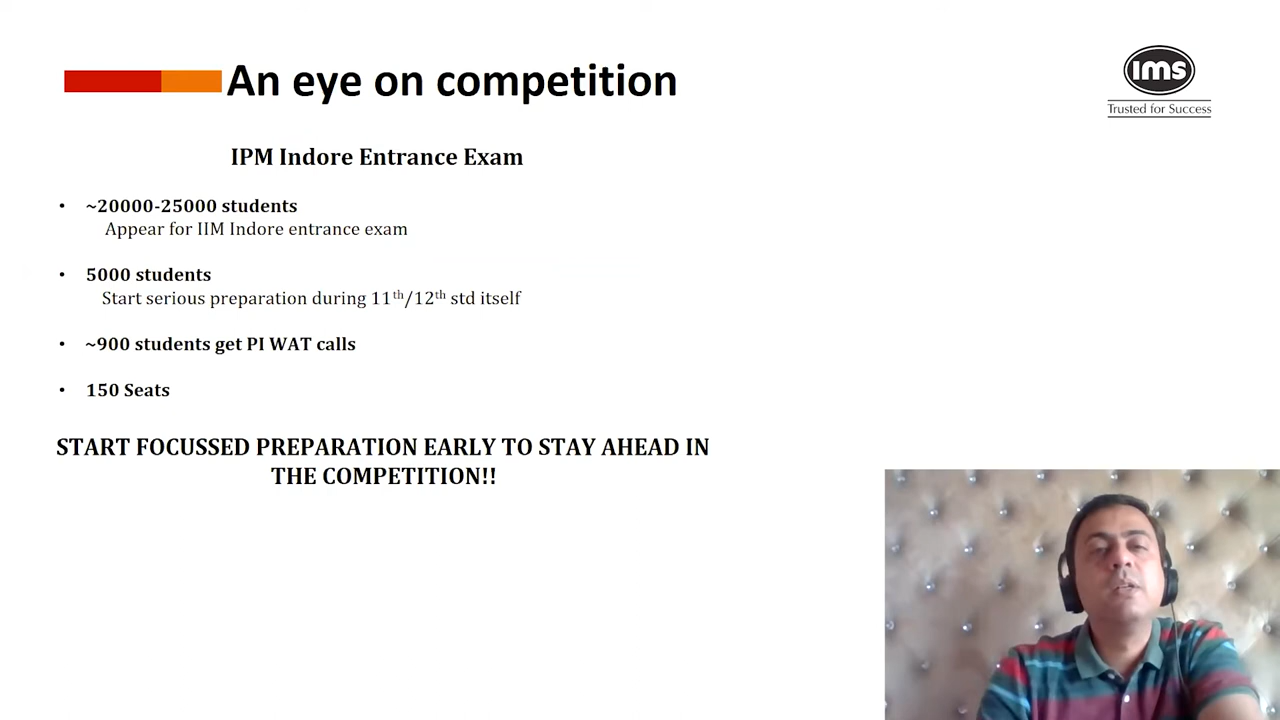 An eye on competition
ims
Trusted for Success
IPM Indore Entrance Exam
• ~20000-25000 students
Appear for IIM Indore entrance exam
• 5000 students
Start serious preparation during 11th/12th std itself
• ~900 students get PI WAT calls
• 150 Seats
START FOCUSSED PREPARATION EARLY TO STAY AHEAD IN
THE COMPETITION!!